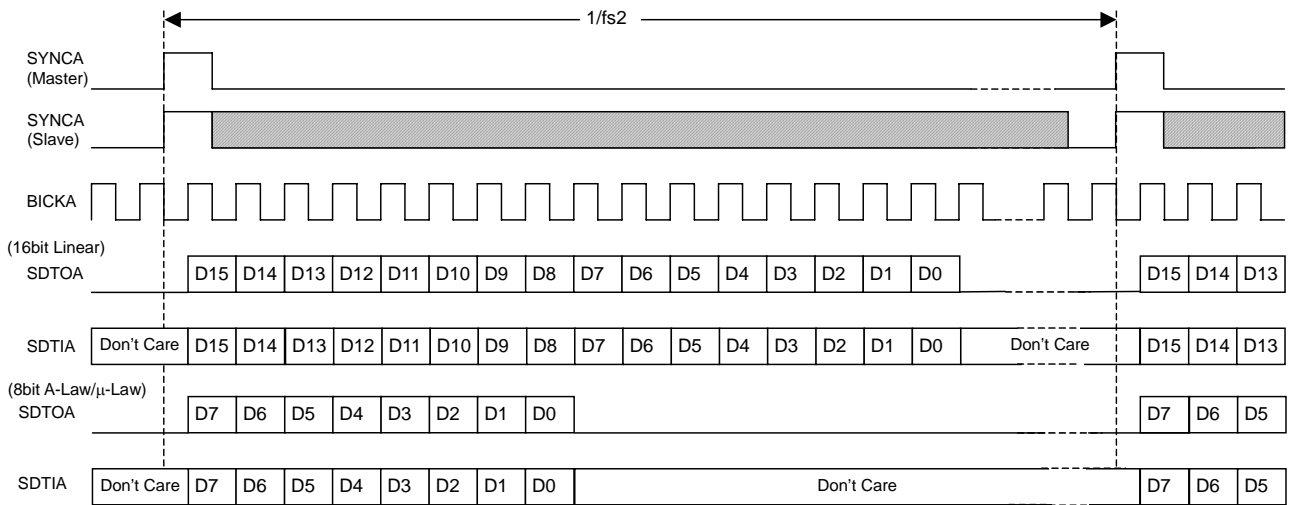 1/fs2
SYNCA
(Master)
SYNCA
(Slave)
BICKA
(16bit Linear)
SDTOA D15 D14 D13 D12 D11 D10 D9 D8 D7 D6 D5 D4 D3 D2 D1 D0 D15 D14 D13
SDTIA Don't Care D15 D14 D13 D12 D11 D10 D9 D8 D7 D6 D5 D4 D3 D2 D1 D0 Don't Care D15 D14 D13
(8bit A-Law/μ-Law)
SDTOA D7 D6 D5 D4 D3 D2 D1 D0 D7 D6 D5
SDTIA Don't Care D7 D6 D5 D4 D3 D2 D1 D0 Don't Care D7 D6 D5